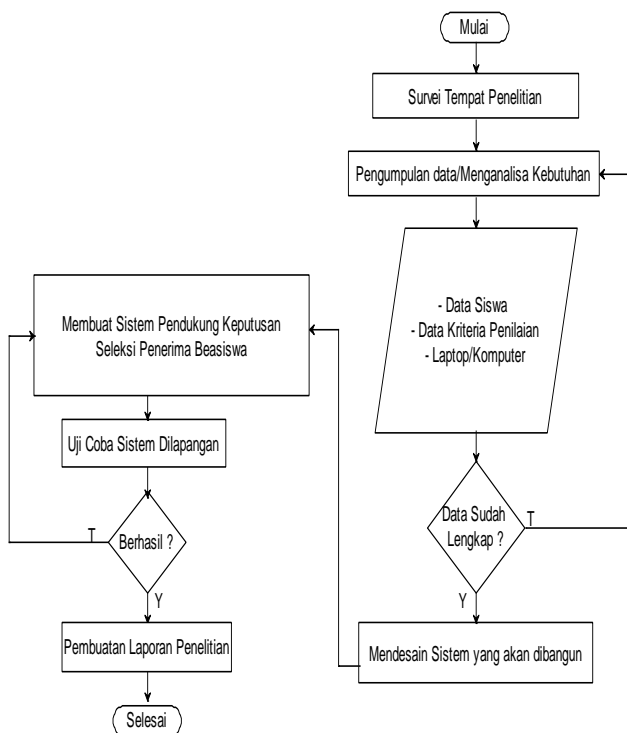 Mulai
Survei Tempat Penelitian
Pengumpulan data/Menganalisa Kebutuhan
- Data Siswa
- Data Kriteria Penilaian
- Laptop/Komputer
Data Sudah
Lengkap ?
T
Y
Mendesain Sistem yang akan dibangun
Membuat Sistem Pendukung Keputusan
Seleksi Penerima Beasiswa
Uji Coba Sistem Dilapangan
Berhasil ?
T
Y
Pembuatan Laporan Penelitian
Selesai